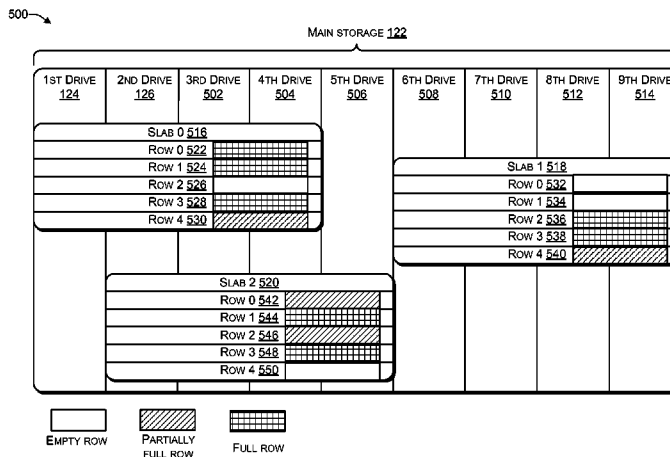 500
MAIN STORAGE 122
1ST DRIVE 2ND DRIVE 3RD DRIVE 4TH DRIVE 5TH DRIVE 6TH DRIVE 7TH DRIVE 8TH DRIVE 9TH DRIVE
124 126 502 504 506 508 510 512 514
SLAB 0 516
ROW 0 522
ROW 1 524
ROW 2 526
ROW 3 528
ROW 4 530
SLAB 1 518
ROW 0 532
ROW 1 534
ROW 2 536
ROW 3 538
ROW 4 540
SLAB 2 520
ROW 0 542
ROW 1 544
ROW 2 546
ROW 3 548
ROW 4 550
EMPTY ROW
PARTIALLY
FULL ROW
FULL ROW